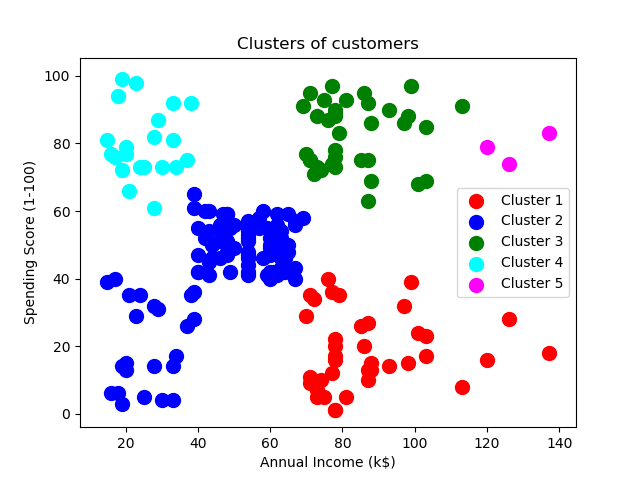 Clusters of customers
Spending Score (1-100)
100
80
60
40
20
0
Cluster 1
Cluster 2
Cluster 3
Cluster 4
Cluster 5
20 40 60 80 100 120 140
Annual Income (k$)